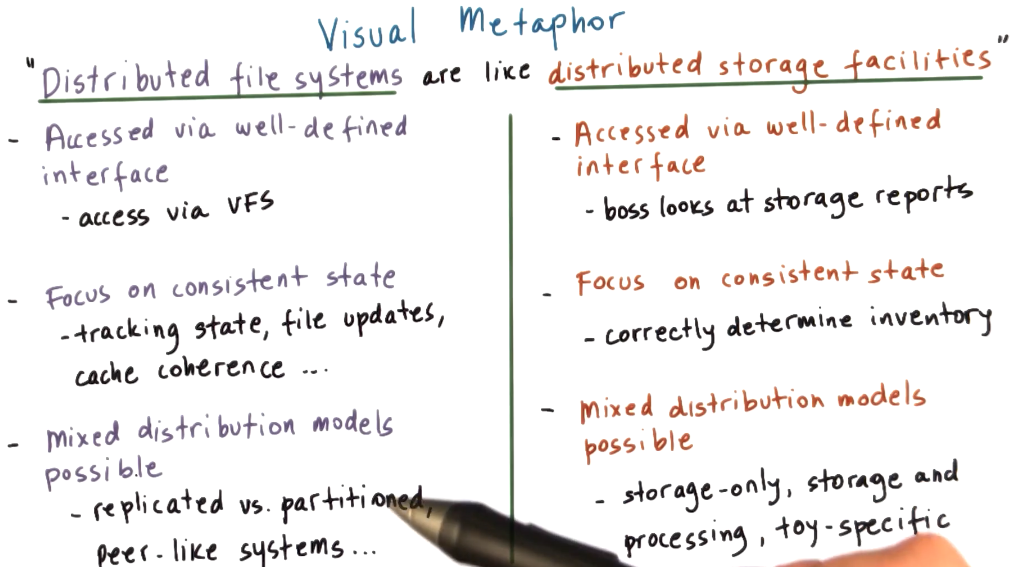 Visual Metaphor
"Distributed file systems are like distributed storage facilities"
- Accessed via well-defined
interface
- access via VFS
- Focus on consistent state
- tracking state, file updates,
cache coherence ...
- Mixed distribution models
possible
- replicated vs. partitioned,
peer-like systems...
- Accessed via well-defined
interface
- boss looks at storage reports
- Focus on consistent state
- correctly determine inventory
- Mixed distribution models
possible
- storage-only, storage and
processing, toy-specific